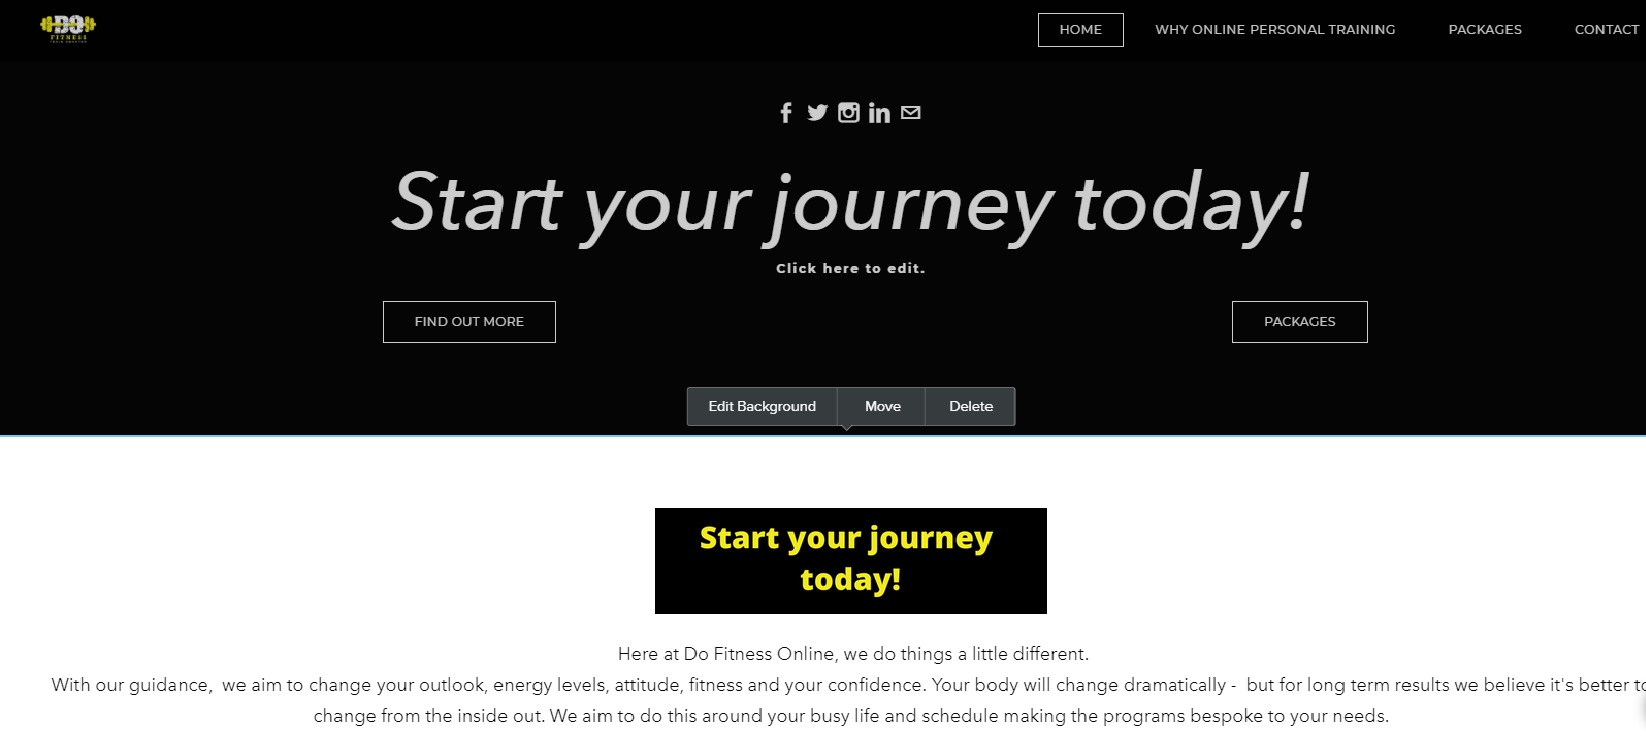 DO
FITNESS
HOME
WHY ONLINE PERSONAL TRAINING
PACKAGES
CONTACT
Start your journey today!
Click here to edit.
FIND OUT MORE
PACKAGES
Edit Background
Move
Delete
Start your journey
today!
Here at Do Fitness Online, we do things a little different.
With our guidance,  we aim to change your outlook, energy levels, attitude, fitness and your confidence. Your body will change dramatically -  but for long term results we believe it's better to
change from the inside out. We aim to do this around your busy life and schedule making the programs bespoke to your needs.